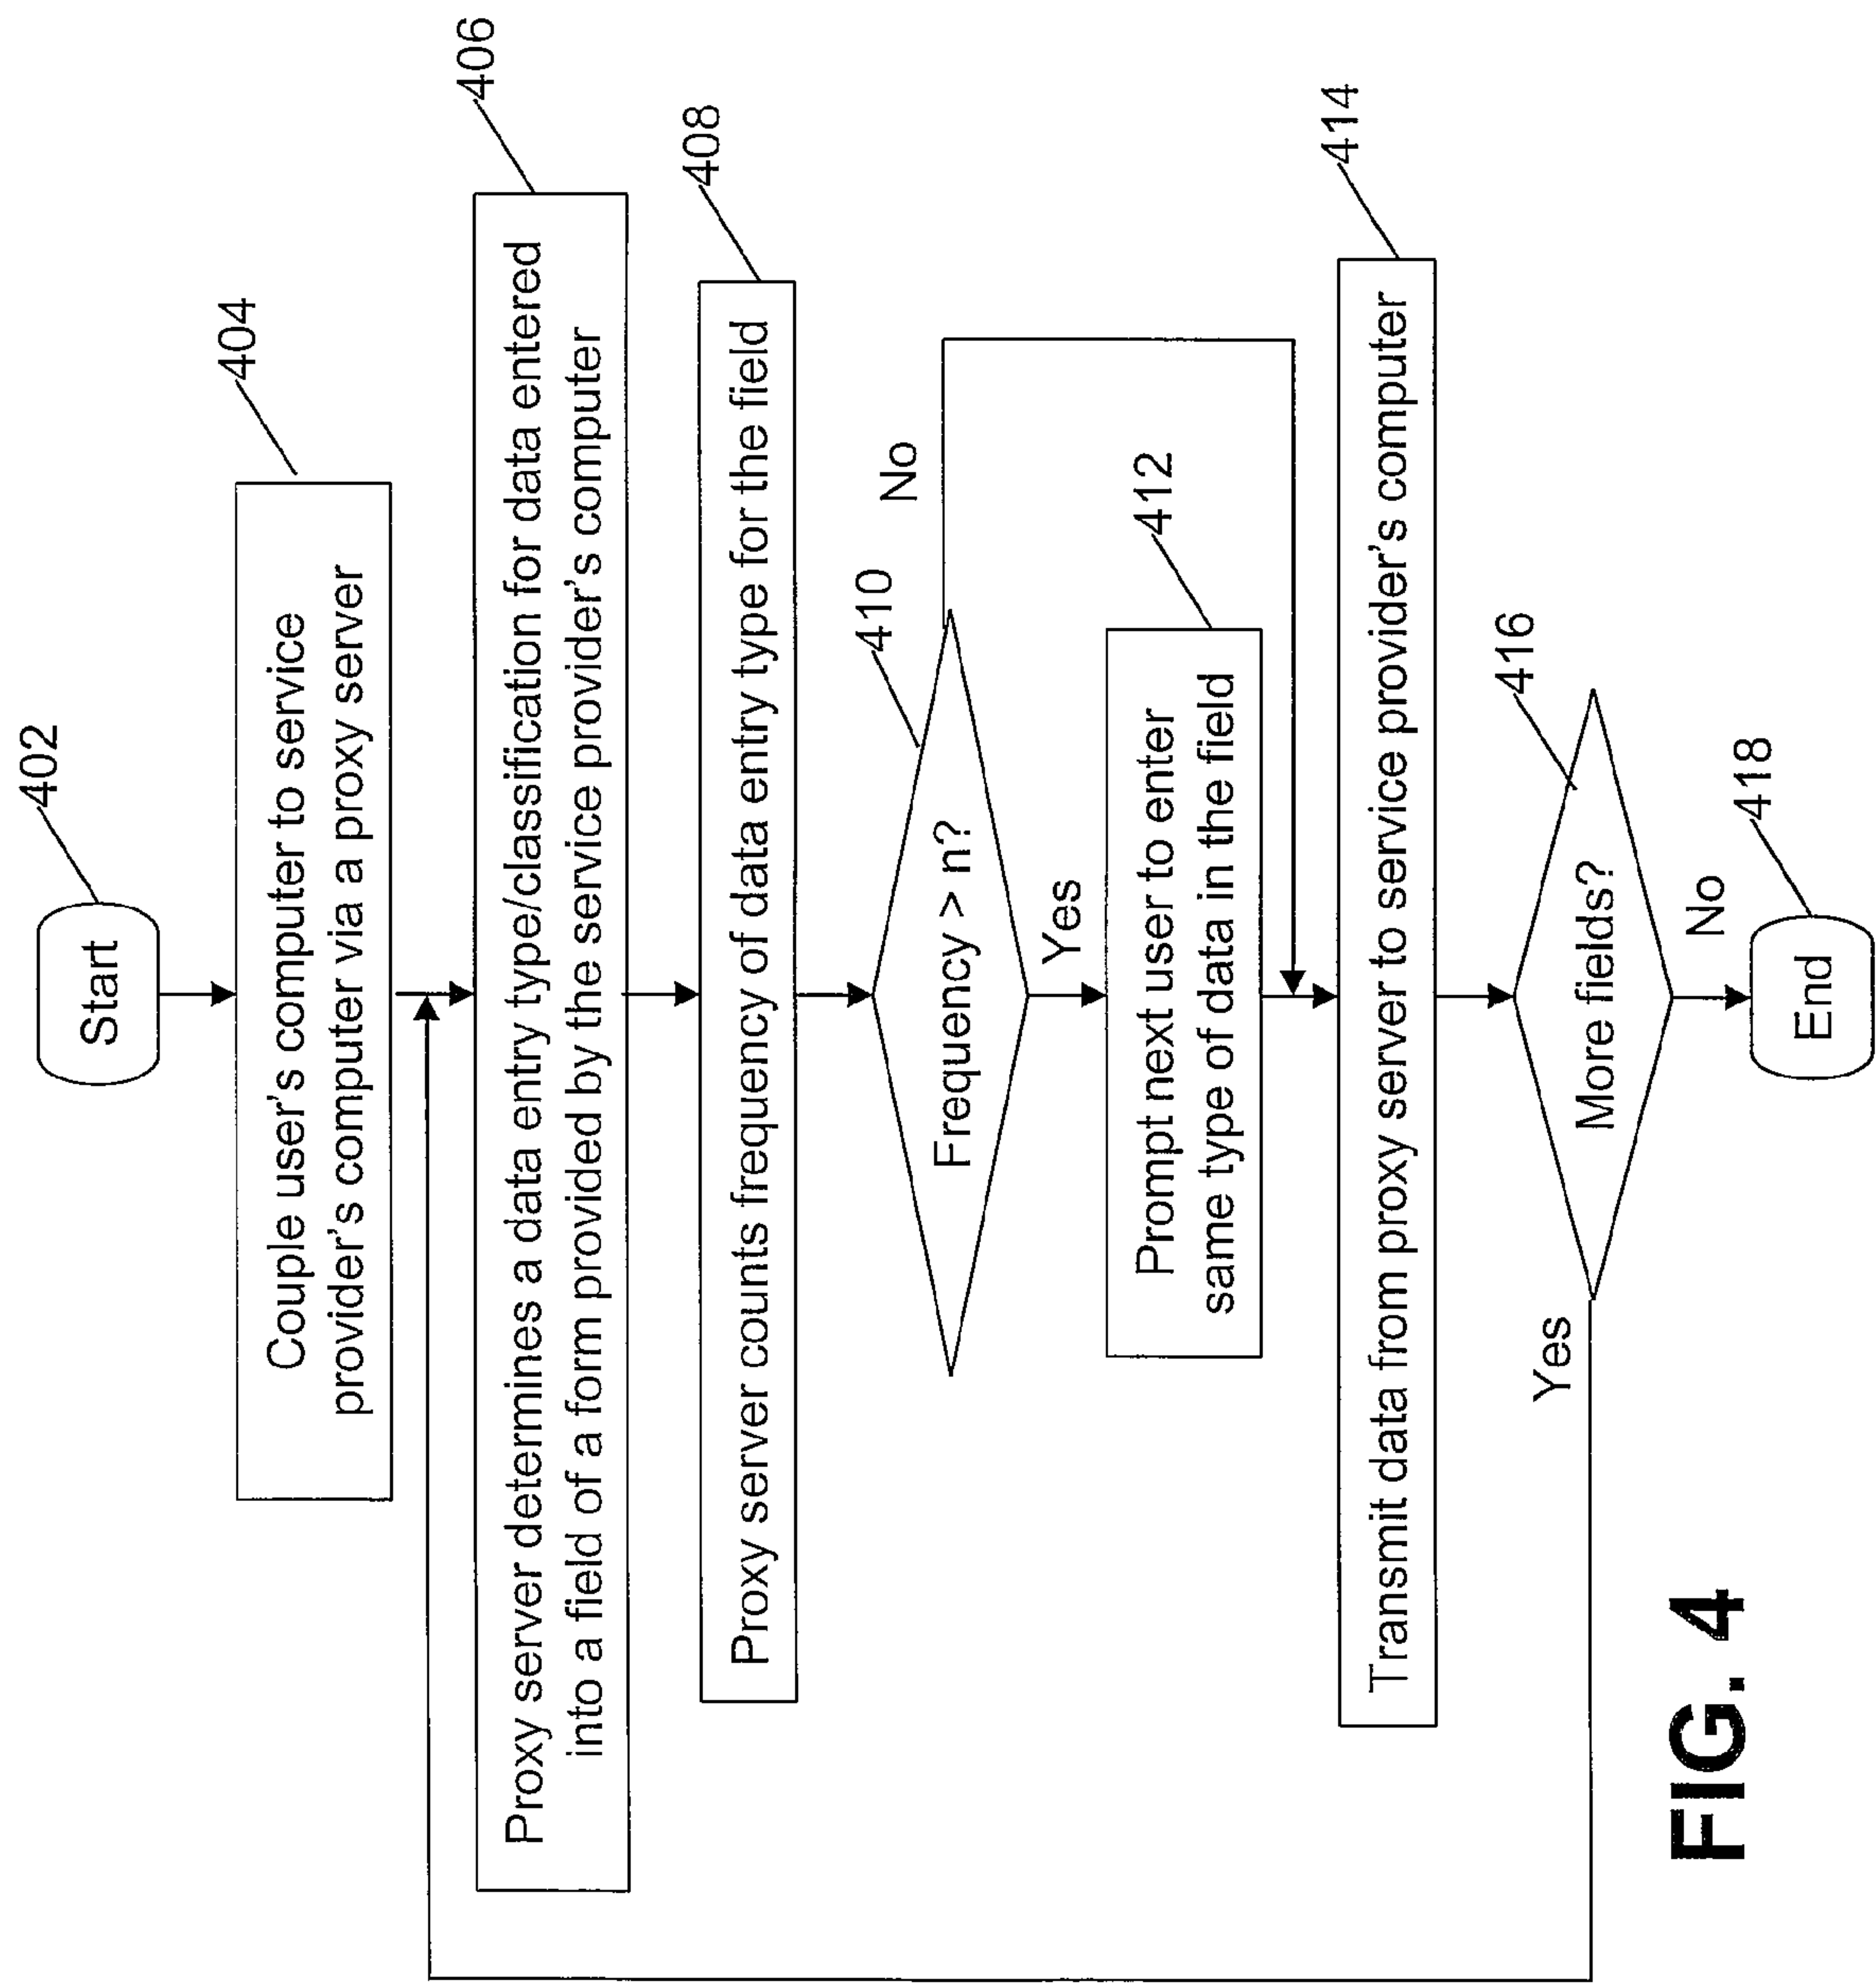 402
Start
404
Couple user's computer to service
provider's computer via a proxy server
406
Proxy server determines a data entry type/classification for data entered
into a field of a form provided by the service provider's computer
408
Proxy server counts frequency of data entry type for the field
410
Frequency > n?
No
Yes
412
Prompt next user to enter
same type of data in the field
414
Transmit data from proxy server to service provider's computer
416
More fields?
Yes
No
418
End
FIG. 4